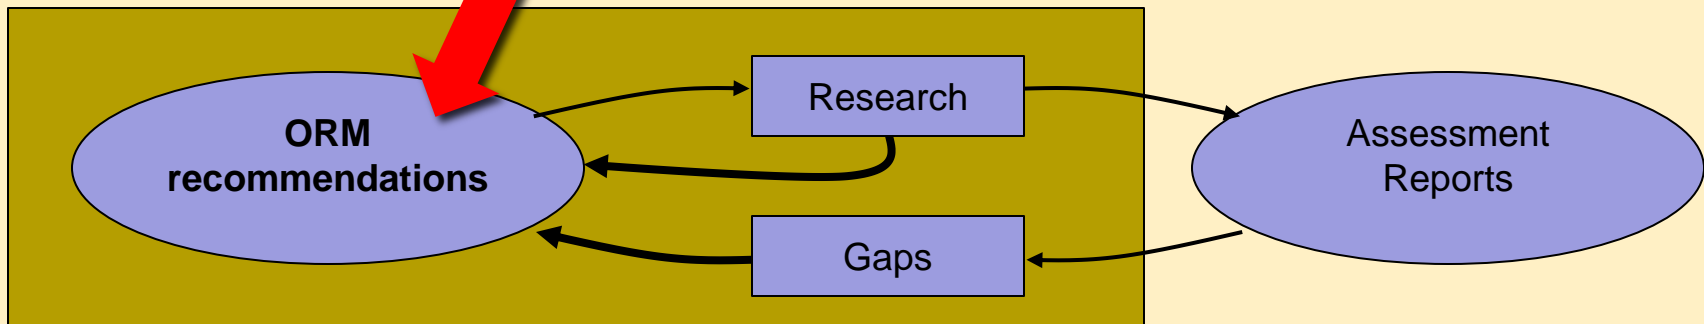 ORM
recommendations
Research
Gaps
Assessment
Reports